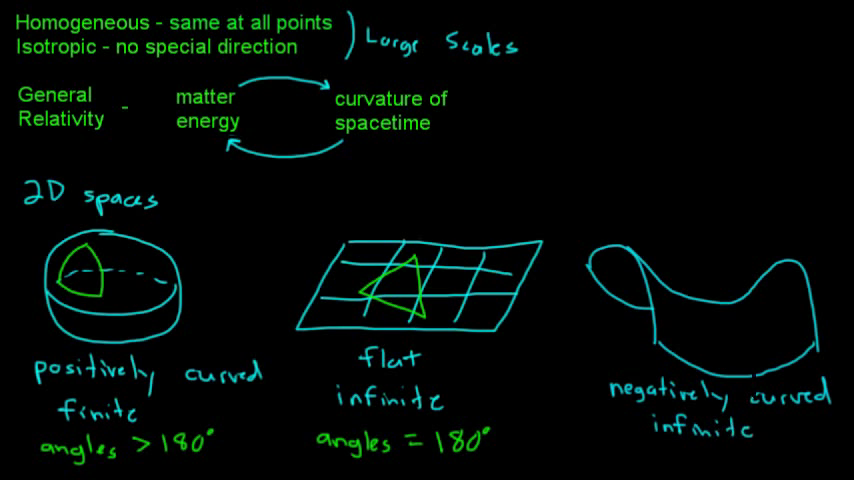 Homogeneous - same at all points
Isotropic - no special direction
Large Scales
General Relativity -
matter energy
curvature of spacetime
2D spaces
positively curved
finite
angles > 180°
flat
infinite
angles = 180°
negatively curved
infinite